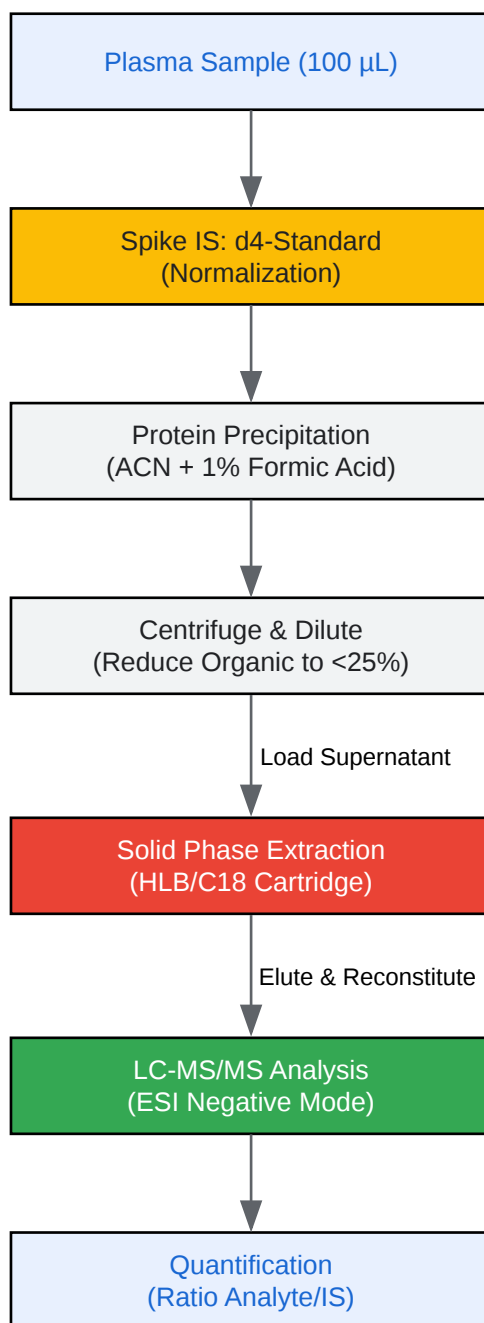 Plasma Sample (100 µL)
Spike IS: d4-Standard
(Normalization)
Protein Precipitation
(ACN + 1% Formic Acid)
Centrifuge & Dilute
(Reduce Organic to <25%)
Load Supernatant
Solid Phase Extraction
(HLB/C18 Cartridge)
Elute & Reconstitute
LC-MS/MS Analysis
(ESI Negative Mode)
Quantification
(Ratio Analyte/IS)